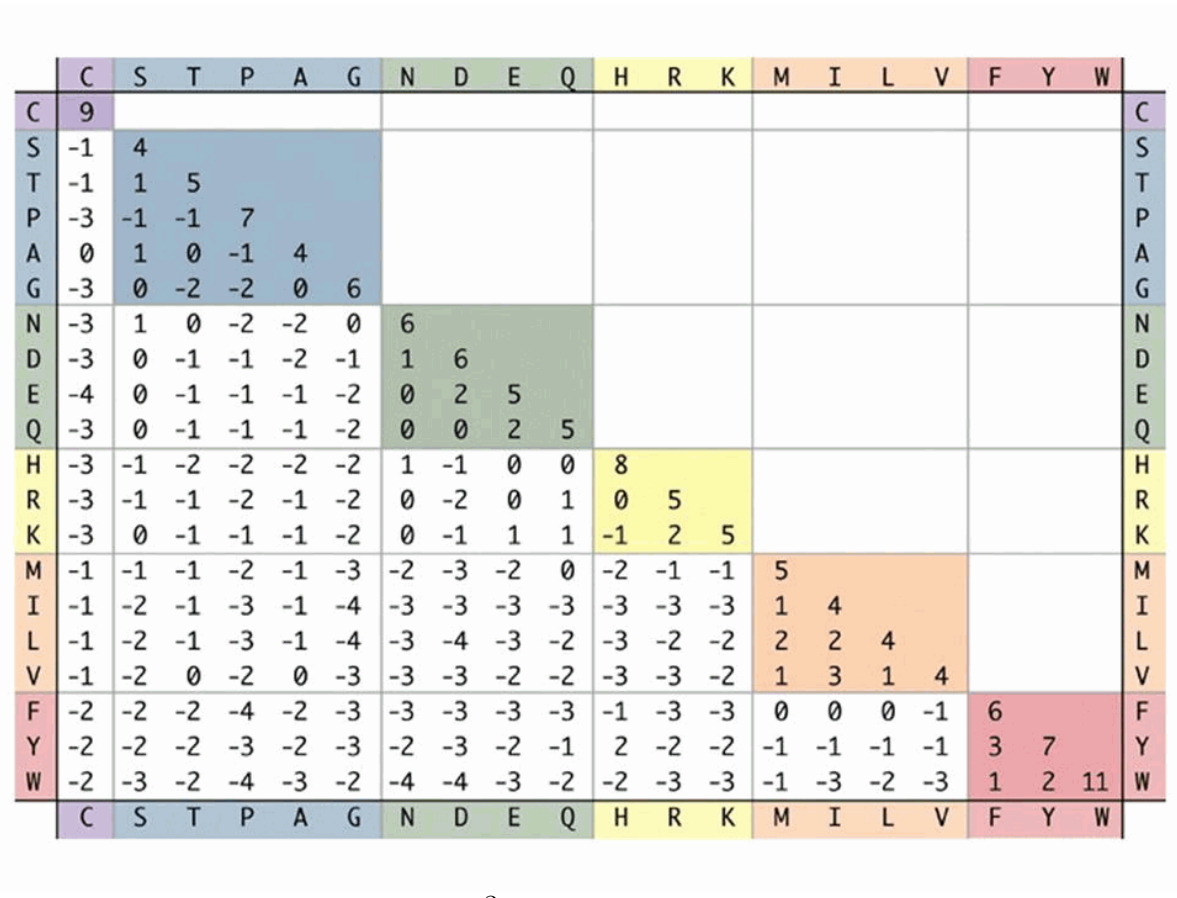 C S T P A G N D E Q H R K M I L V F Y W
C 9 C
S -1 4 S
T -1 1 5 T
P -3 -1 -1 7 P
A 0 1 0 -1 4 A
G -3 0 -2 -2 0 6 G
N -3 1 0 -2 -2 0 6 N
D -3 0 -1 -1 -2 -1 1 6 D
E -4 0 -1 -1 -1 -2 0 2 5 E
Q -3 0 -1 -1 -1 -2 0 0 2 5 Q
H -3 -1 -2 -2 -2 -2 1 -1 0 0 8 H
R -3 -1 -1 -2 -1 -2 0 -2 0 1 0 5 R
K -3 0 -1 -1 -1 -2 0 -1 1 1 -1 2 5 K
M -1 -1 -1 -2 -1 -3 -2 -3 -2 0 -2 -1 -1 5 M
I -1 -2 -1 -3 -1 -4 -3 -3 -3 -3 -3 -3 -3 1 4 I
L -1 -2 -1 -3 -1 -4 -3 -4 -3 -2 -3 -2 -2 2 2 4 L
V -1 -2 0 -2 0 -3 -3 -3 -2 -2 -3 -3 -2 1 3 1 4 V
F -2 -2 -2 -4 -2 -3 -3 -3 -3 -3 -1 -3 -3 0 0 0 -1 6 F
Y -2 -2 -2 -3 -2 -3 -2 -3 -2 -1 2 -2 -2 -1 -1 -1 -1 3 7 Y
W -2 -3 -2 -4 -3 -2 -4 -4 -3 -2 -2 -3 -3 -1 -3 -2 -3 1 2 11 W
C S T P A G N D E Q H R K M I L V F Y W